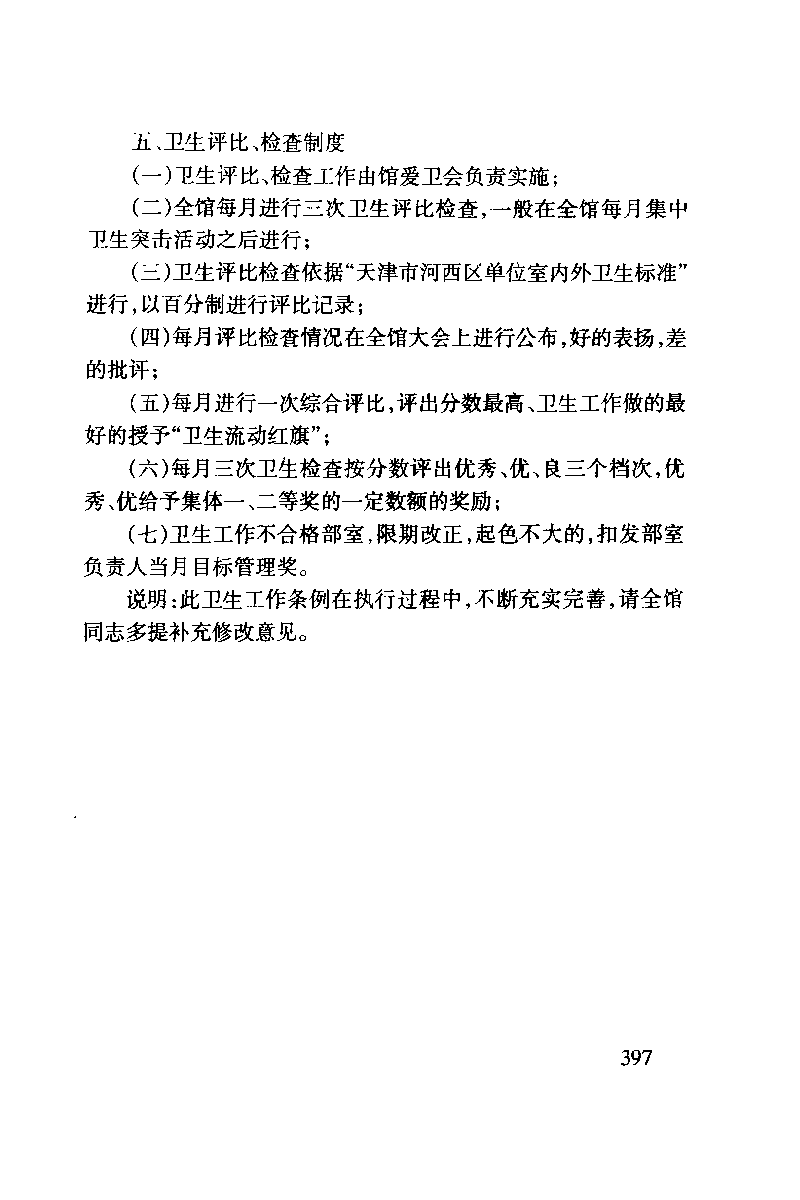 五、卫生评比、检查制度
(一)卫生评比、检查工作由馆爱卫会负责实施;
(二)全馆每月进行三次卫生评比检查,一般在全馆每月集中
卫生突击活动之后进行;
(三)卫生评比检查依据“天津市河西区单位室内外卫生标准”
进行,以百分制进行评比记录;
(四)每月评比检查情况在全馆大会上进行公布,好的表扬,差
的批评;
(五)每月进行一次综合评比,评出分数最高、卫生工作做的最
好的授予“卫生流动红旗”;
(六)每月三次卫生检查按分数评出优秀、优、良三个档次,优
秀、优给予集体一、二等奖的一定数额的奖励;
(七)卫生工作不合格部室,限期改正,起色不大的,扣发部室
负责人当月目标管理奖。
说明:此卫生工作条例在执行过程中,不断充实完善,请全馆
同志多提补充修改意见。
397